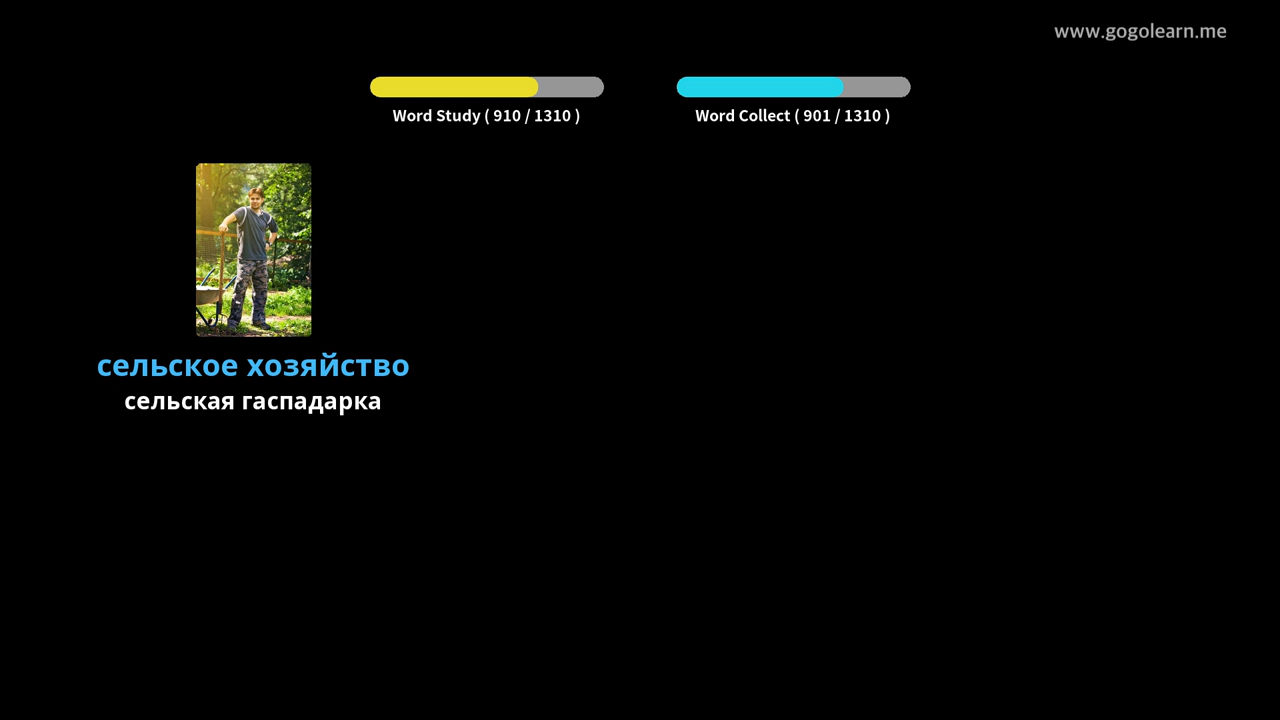 www.gogolearn.me
Word Study ( 910 / 1310 )
Word Collect ( 901 / 1310 )
сельское хозяйство
сельская гаспадарка